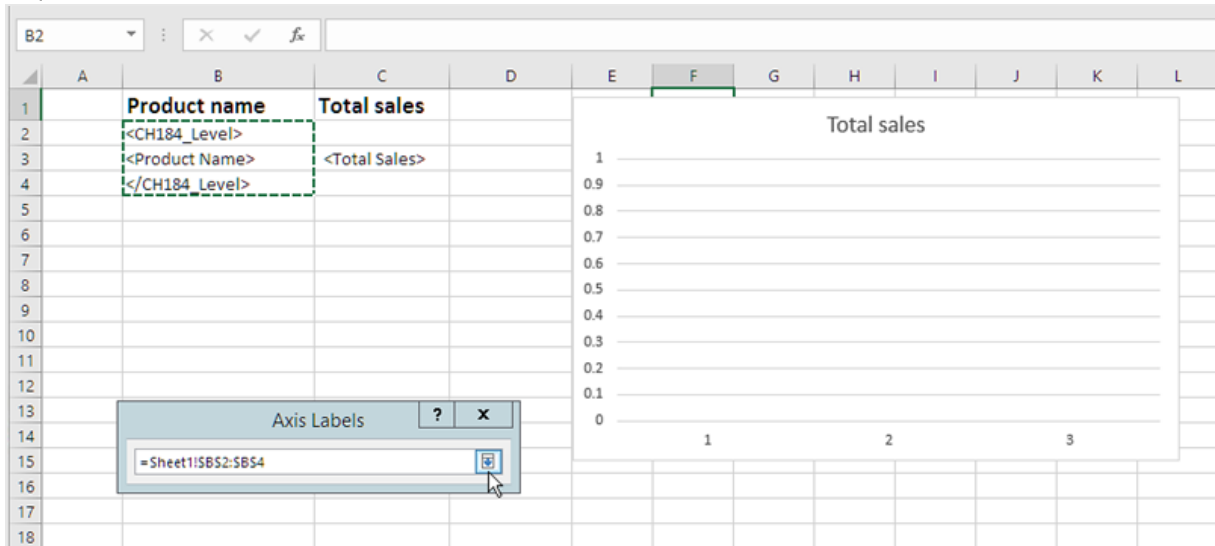 B2
fx
A B C D E F G H I J K L
1 Product name Total sales
2 <CH184_Level>
3 <Product Name> <Total Sales>
4 </CH184_Level>
5
6
7
8
9
10
11
12
13
14
15
16
17
18
Total sales
1
0.9
0.8
0.7
0.6
0.5
0.4
0.3
0.2
0.1
0
1 2 3
Axis Labels ? x
=Sheet1!$B$2:$B$4